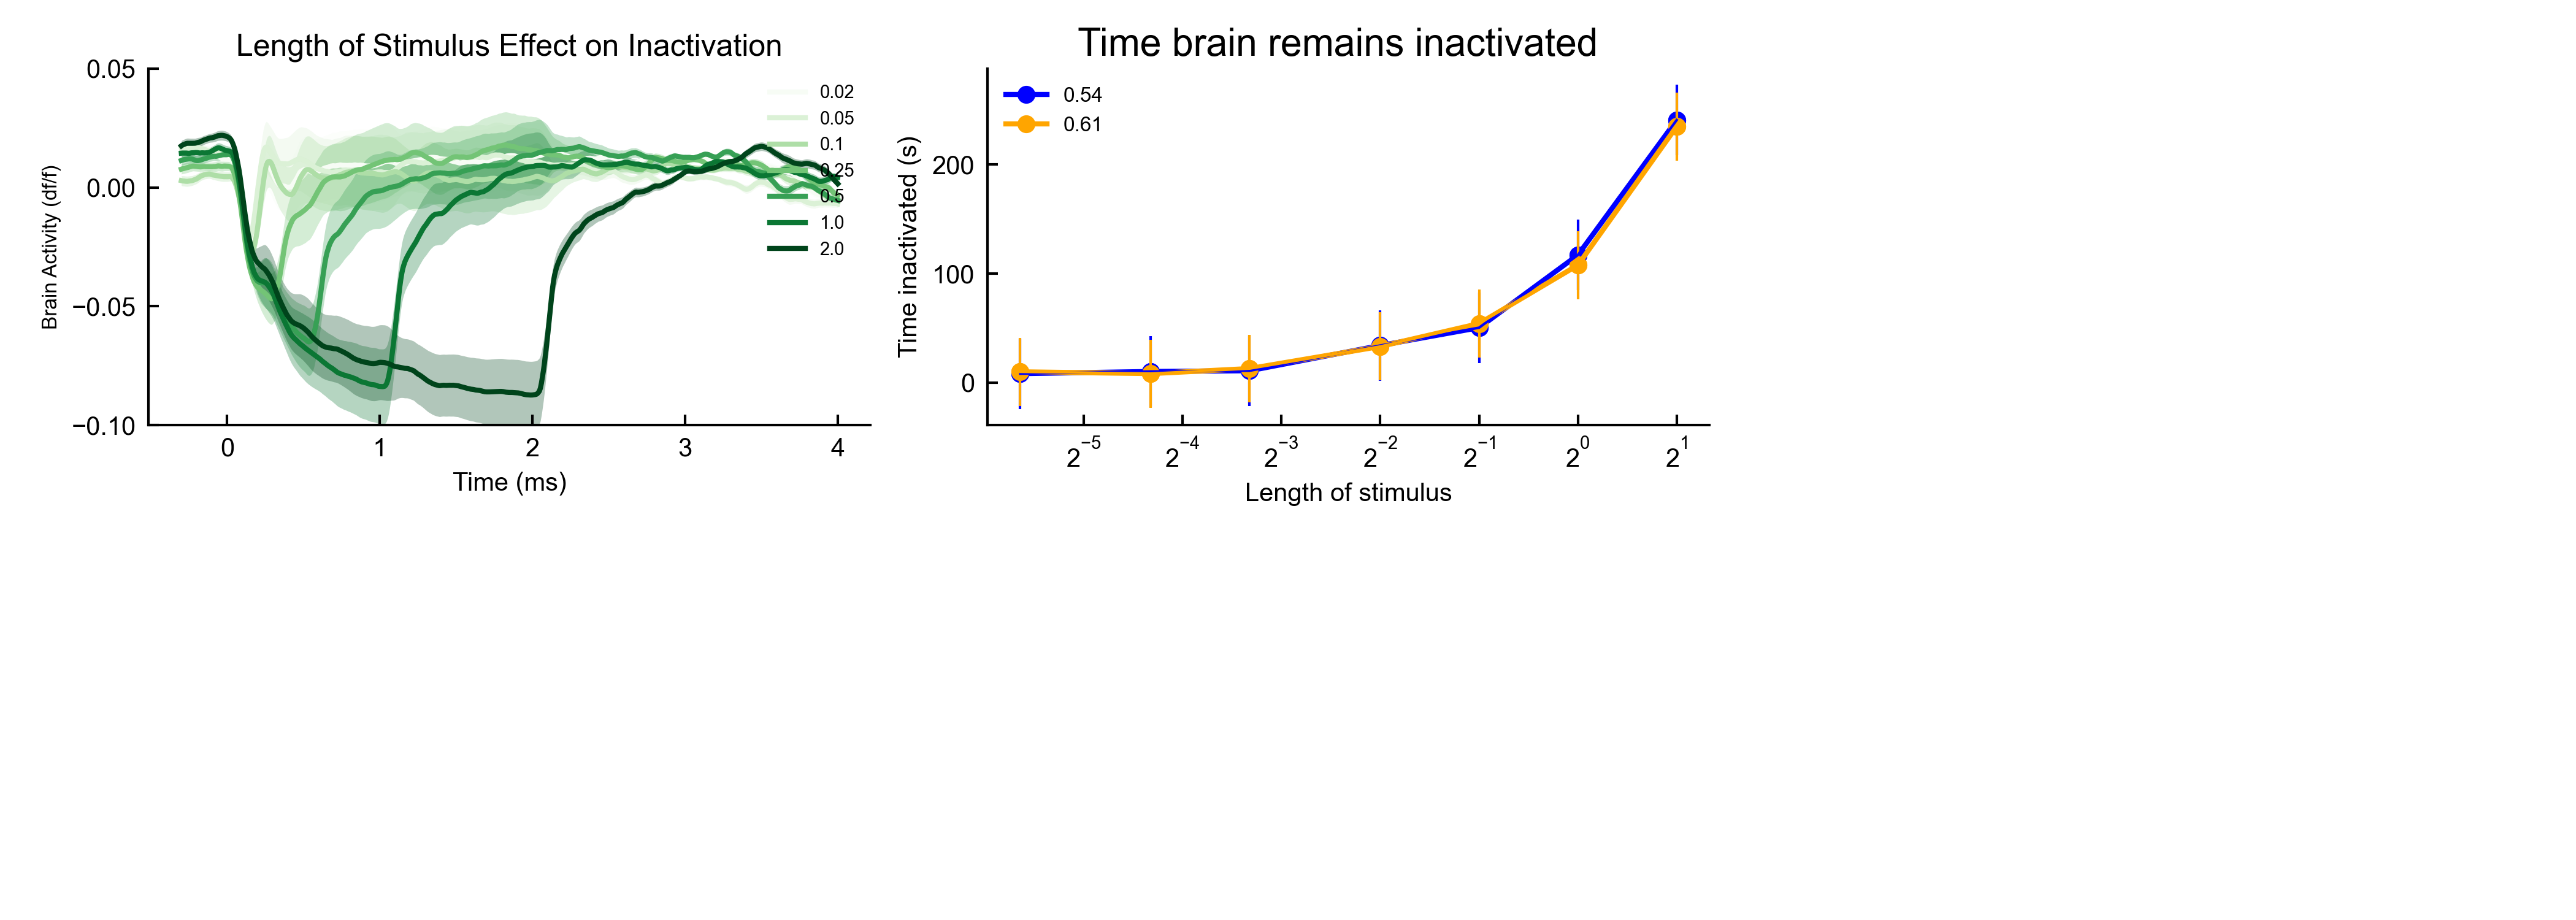 Length of Stimulus Effect on Inactivation
0.05
0.00
−0.05
−0.10
Brain Activity (df/f)
0.02
0.05
0.1
0.25
0.5
1.0
2.0
0 1 2 3 4
Time (ms)
Time brain remains inactivated
0.54
0.61
200
100
0
Time inactivated (s)
2⁻⁵ 2⁻⁴ 2⁻³ 2⁻² 2⁻¹ 2⁰ 2¹
Length of stimulus